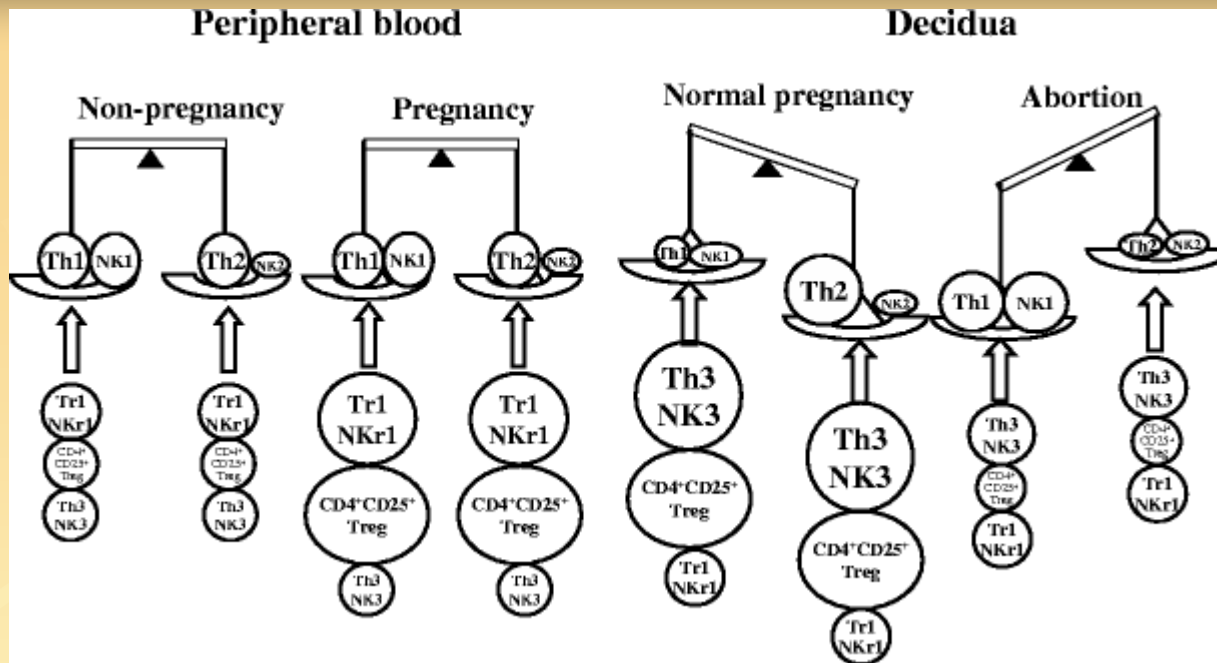 Peripheral blood
Decidua
Non-pregnancy
Pregnancy
Normal pregnancy
Abortion
Th1
NK1
Th2
NK2
Th1
NK1
Th2
NK2
Th1
NK1
Th2
NK2
Th1
NK1
Th2
NK2
Tr1
NKr1
CD4⁺
CD25⁺
Treg
Th3
NK3
Tr1
NKr1
CD4⁺
CD25⁺
Treg
Th3
NK3
Tr1
NKr1
CD4⁺CD25⁺
Treg
Th3
NK3
Tr1
NKr1
CD4⁺CD25⁺
Treg
Th3
NK3
Th3
NK3
CD4⁺CD25⁺
Treg
Tr1
NKr1
Th3
NK3
CD4⁺CD25⁺
Treg
Tr1
NKr1
Th3
NK3
CD4⁺
CD25⁺
Treg
Tr1
NKr1
Th3
NK3
CD4⁺
CD25⁺
Treg
Tr1
NKr1